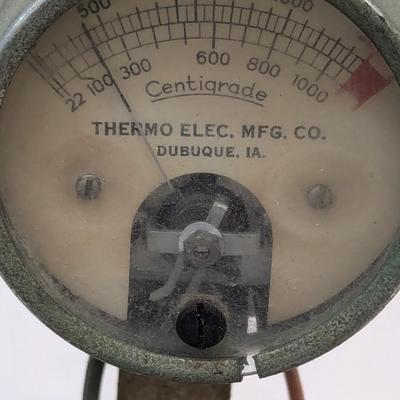 500
22 100 300 600 800 1000
Centigrade
THERMO ELEC. MFG. CO.
DUBUQUE, IA.